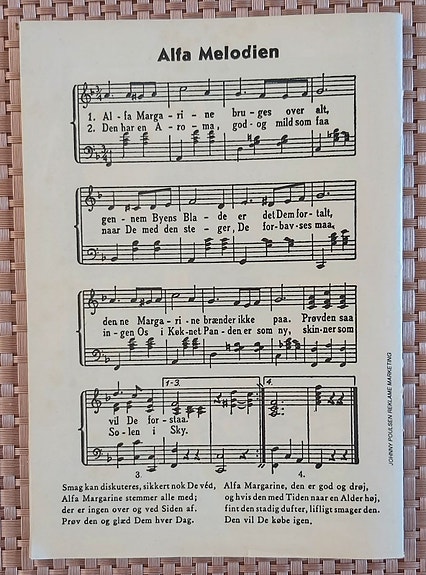 Alfa Melodien
1. Al - fa Marga - ri - ne bru - ges over alt,
2. Den har en A - ro - ma, god - og mild som faa
gen - nem Byens Bla - de er det Dem for - talt,
naar De med den ste - ger, De for - bav - ses maa,
den ne Marga - ri - ne brænder ikke paa. Prøv den saa
in - gen Os i Køk - net Pan - den er som ny, skin - ner som
1-3. 4.
vil De for - staa.
So - len i Sky.
3. 4.
Smag kan diskuteres, sikkert nok De véd,
Alfa Margarine stemmer alle med;
der er ingen over og ved Siden af.
Prøv den og glæd Dem hver Dag.
Alfa Margarine, den er god og drøj,
og hvis den med Tiden naar en Alder høj,
fint den stadig dufter, lifligt smager den.
Den vil De købe igen.
JOHNNY POULSEN REKLAME MARKETING